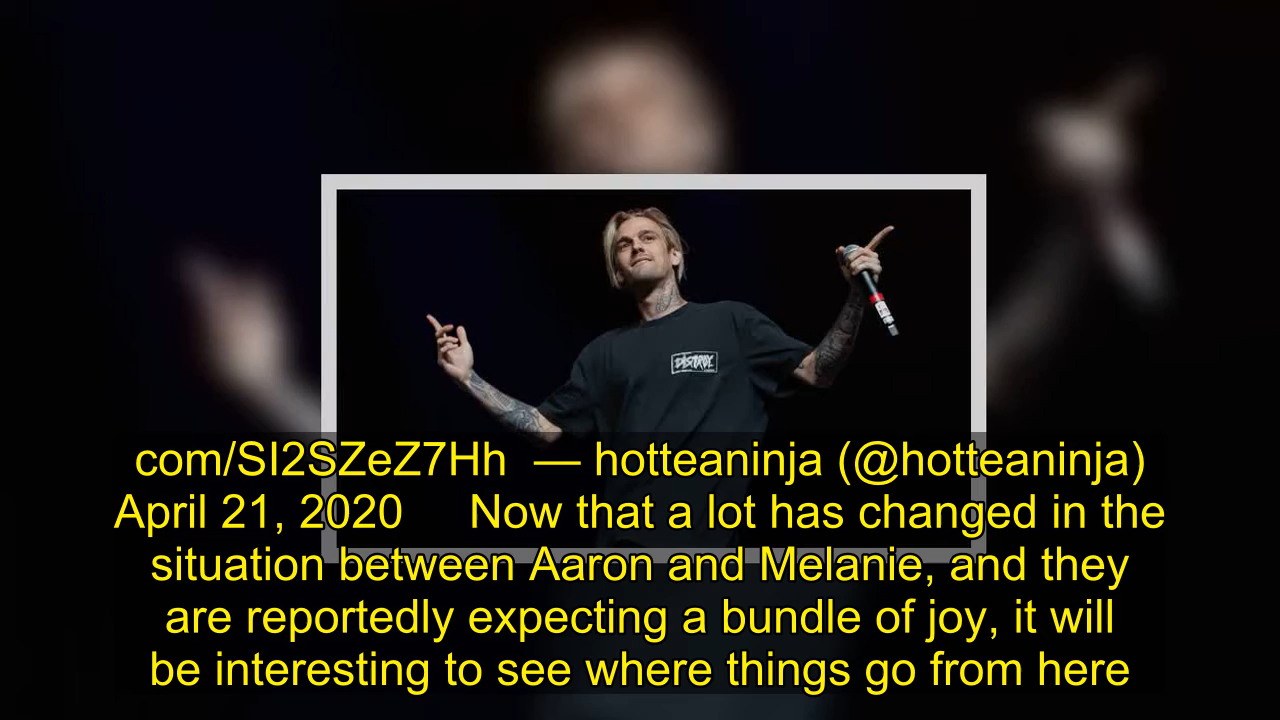 DESTROY
com/SI2SZeZ7Hh — hotteaninja (@hotteaninja)
April 21, 2020 Now that a lot has changed in the
situation between Aaron and Melanie, and they
are reportedly expecting a bundle of joy, it will
be interesting to see where things go from here